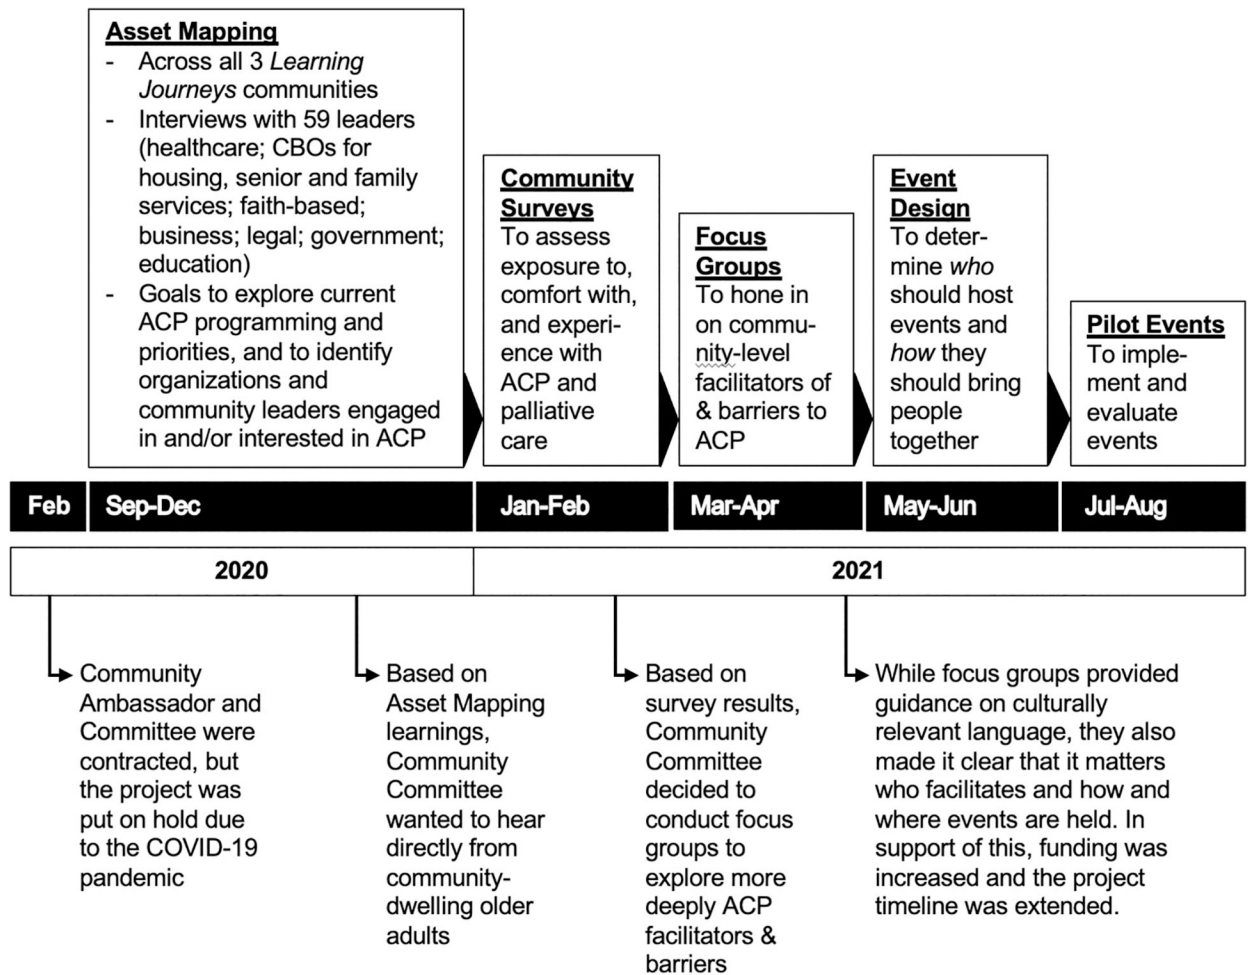 Asset Mapping
- Across all 3 Learning
Journeys communities
- Interviews with 59 leaders
(healthcare; CBOs for
housing, senior and family
services; faith-based;
business; legal; government;
education)
- Goals to explore current
ACP programming and
priorities, and to identify
organizations and
community leaders engaged
in and/or interested in ACP
Community
Surveys
To assess
exposure to,
comfort with,
and experi-
ence with
ACP and
palliative
care
Focus
Groups
To hone in
on commu-
nity-level
facilitators of
& barriers to
ACP
Event
Design
To deter-
mine who
should host
events and
how they
should bring
people
together
Pilot Events
To imple-
ment and
evaluate
events
Feb
Sep-Dec
Jan-Feb
Mar-Apr
May-Jun
Jul-Aug
2020
2021
Community
Ambassador and
Committee were
contracted, but
the project was
put on hold due
to the COVID-19
pandemic
Based on
Asset Mapping
learnings,
Community
Committee
wanted to hear
directly from
community-
dwelling older
adults
Based on
survey results,
Community
Committee
decided to
conduct focus
groups to
explore more
deeply ACP
facilitators &
barriers
While focus groups provided
guidance on culturally
relevant language, they also
made it clear that it matters
who facilitates and how and
where events are held. In
support of this, funding was
increased and the project
timeline was extended.